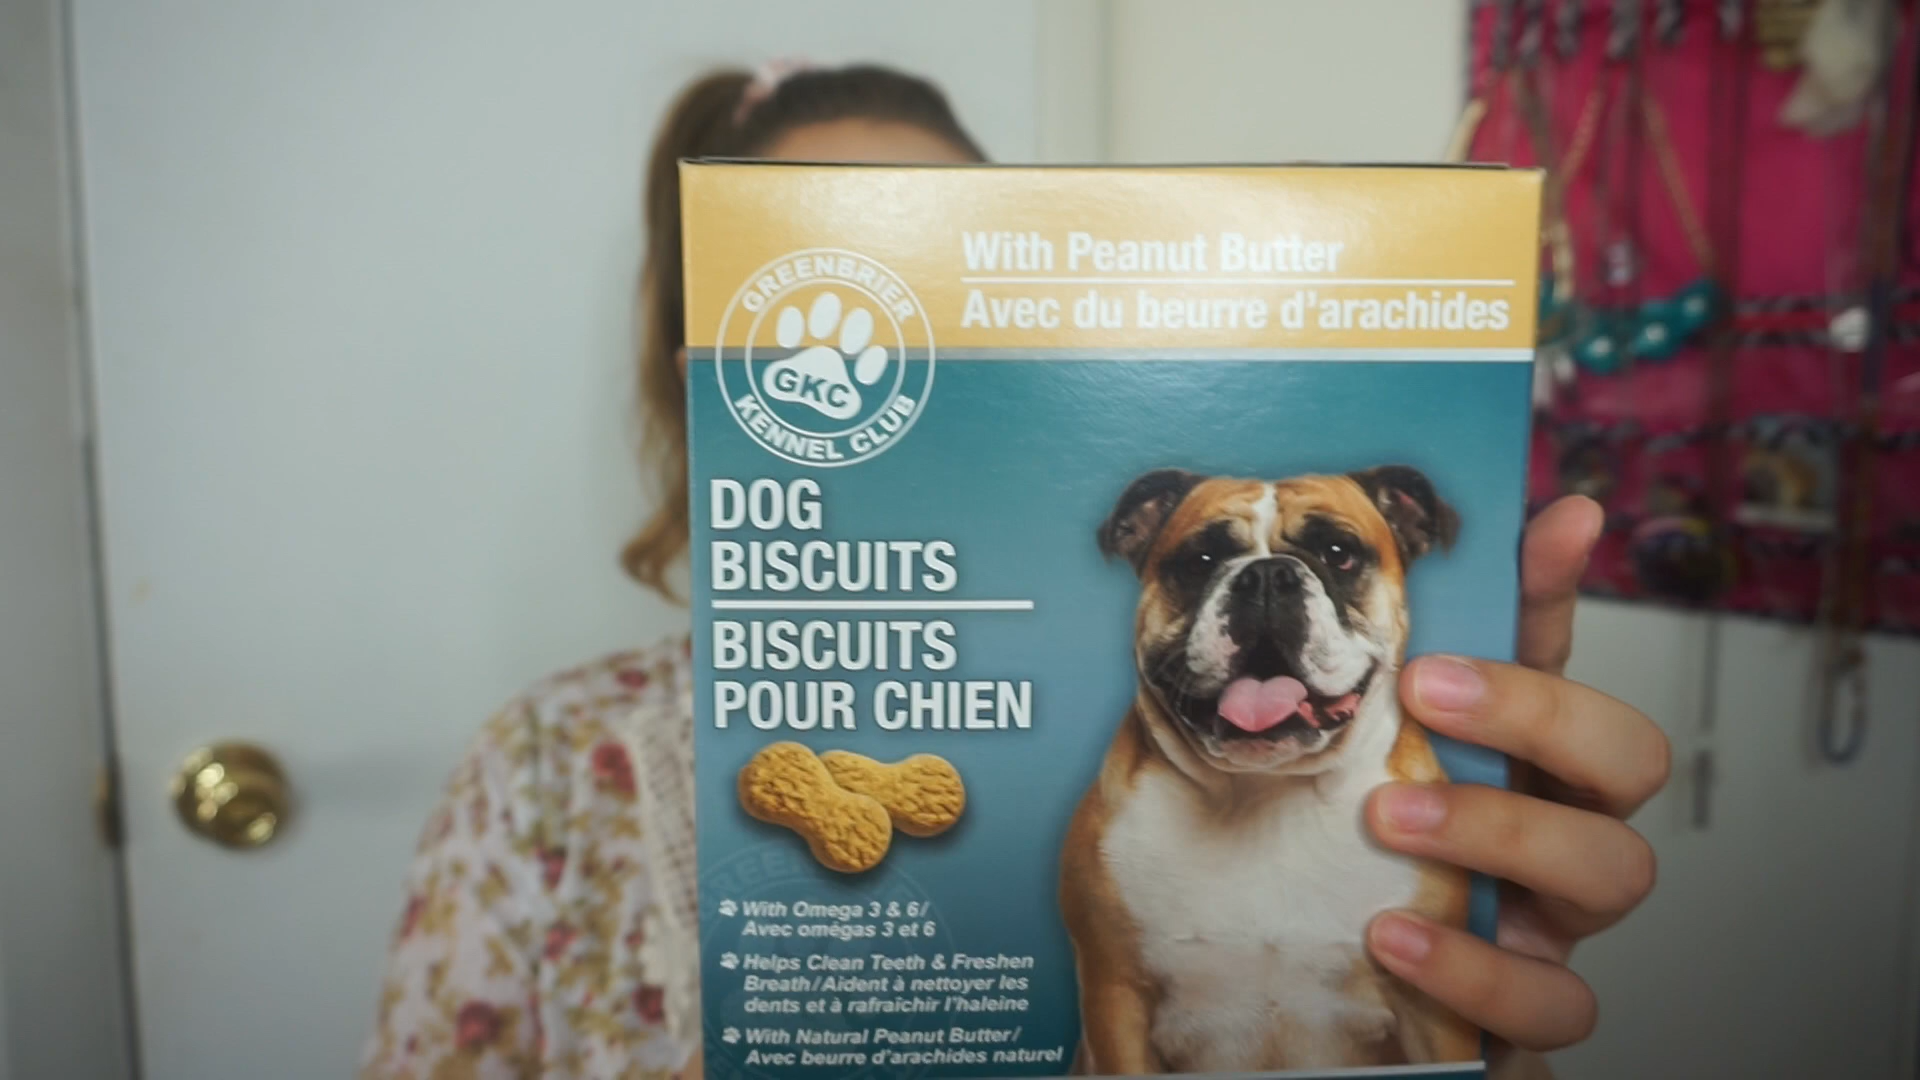 With Peanut Butter
Avec du beurre d'arachides
GREENBRIER
GKC
KENNEL CLUB
DOG
BISCUITS
BISCUITS
POUR CHIEN
With Omega 3 & 6/
Avec omégas 3 et 6
Helps Clean Teeth & Freshen
Breath/Aident à nettoyer les
dents et à rafraîchir l'haleine
With Natural Peanut Butter/
Avec beurre d'arachides naturel